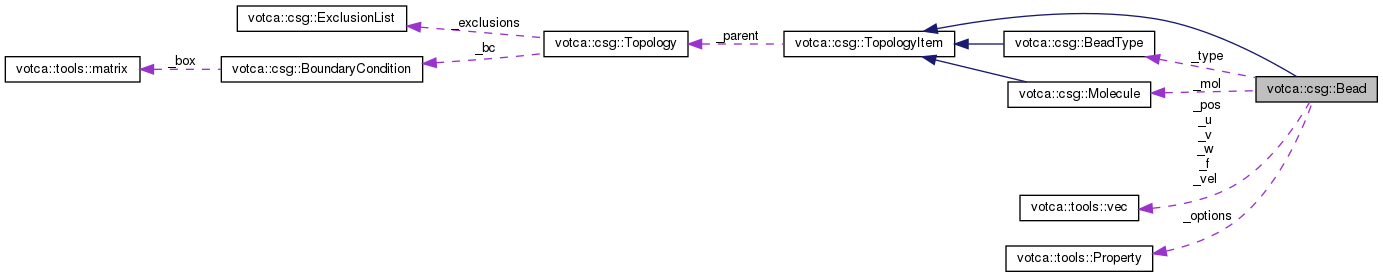 votca::csg::ExclusionList
_exclusions
_parent
votca::csg::Topology
votca::csg::TopologyItem
votca::csg::BeadType
_bc
_type
_box
votca::tools::matrix
votca::csg::BoundaryCondition
_mol
votca::csg::Molecule
votca::csg::Bead
_pos
_u
_v
_w
_f
_vel
votca::tools::vec
_options
votca::tools::Property